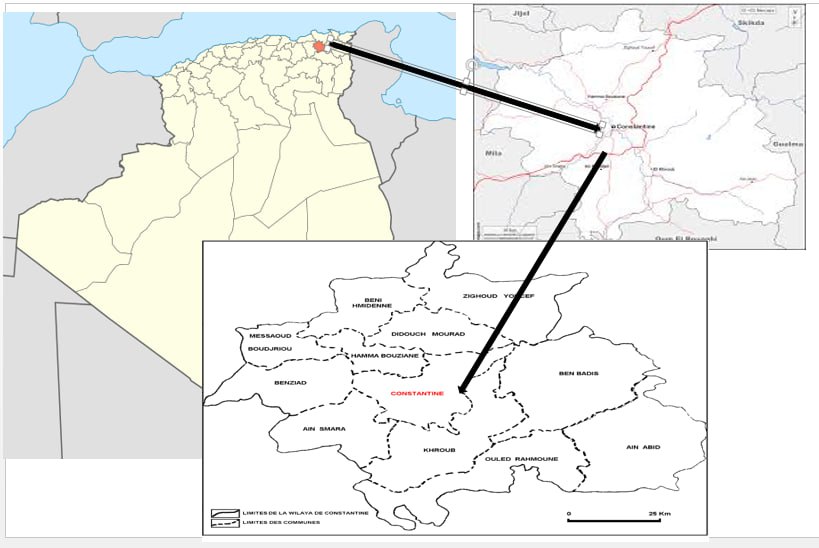 Jijel
Skikda
Zighoud Youcef
Hamma Bouziane
Constantine
Mila
Guelma
El Khroub
Oum El Bouaghi
BENI
HMIDENNE
ZIGHOUD YOUCEF
MESSAOUD
BOUDJRIOU
DIDOUCH MOURAD
HAMMA BOUZIANE
BENZIAD
CONSTANTINE
BEN BADIS
AIN SMARA
KHROUB
OULED RAHMOUNE
AIN ABID
LIMITES DE LA WILAYA DE CONSTANTINE
LIMITES DES COMMUNES
0 25 Km